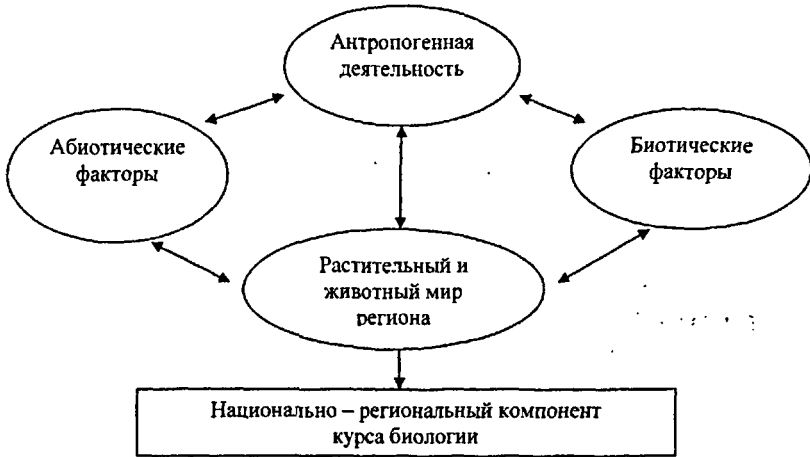 Антропогенная
деятельность
Абиотические
факторы
Биотические
факторы
Растительный и
животный мир
региона
Национально – региональный компонент
курса биологии